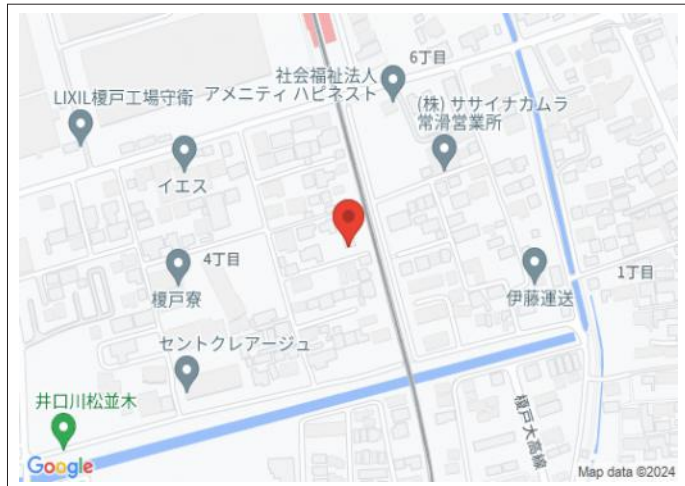 6丁目
社会福祉法人
アメニティ ハピネスト
LIXIL榎戸工場守衛
(株) ササイナカムラ
常滑営業所
イエス
4丁目
榎戸寮
伊藤運送
1丁目
セントクレアージュ
井口川松並木
榎戸大高線
Google
Map data ©2024